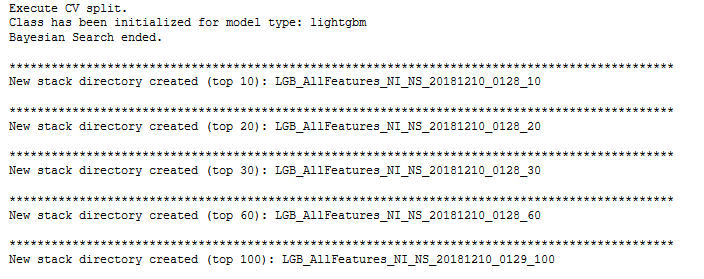 Execute CV split.
Class has been initialized for model type: lightgbm
Bayesian Search ended.
***********************************************************************************************
New stack directory created (top 10): LGB_AllFeatures_NI_NS_20181210_0128_10
***********************************************************************************************
New stack directory created (top 20): LGB_AllFeatures_NI_NS_20181210_0128_20
***********************************************************************************************
New stack directory created (top 30): LGB_AllFeatures_NI_NS_20181210_0128_30
***********************************************************************************************
New stack directory created (top 60): LGB_AllFeatures_NI_NS_20181210_0128_60
***********************************************************************************************
New stack directory created (top 100): LGB_AllFeatures_NI_NS_20181210_0129_100